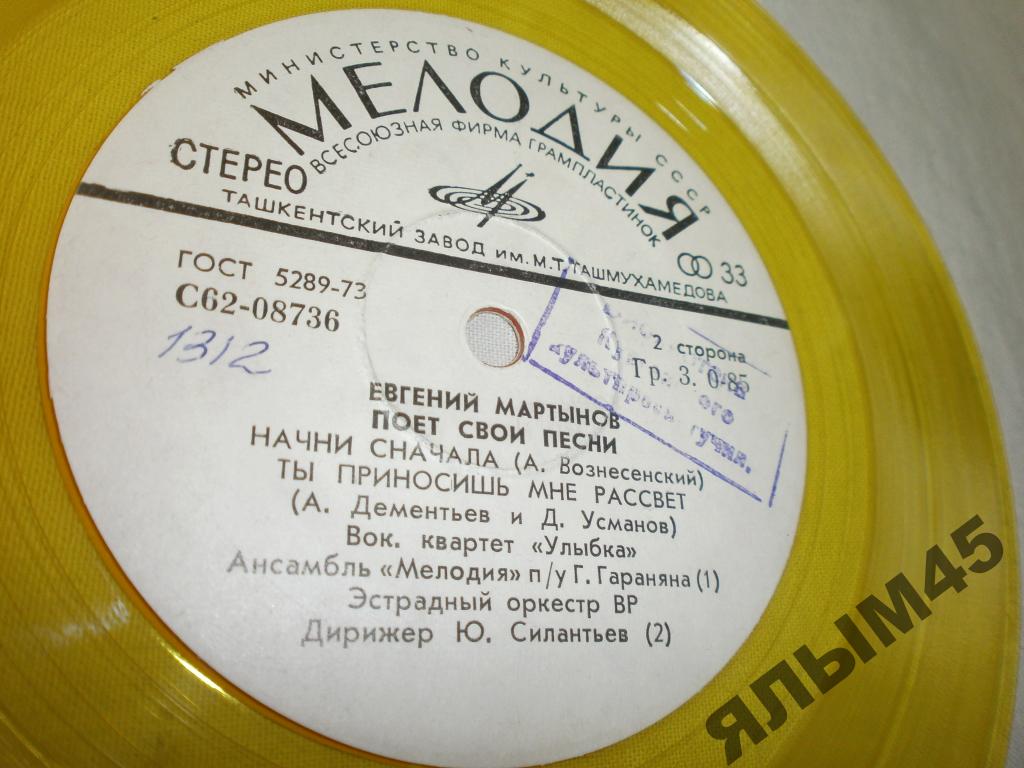 МИНИСТЕРСТВО КУЛЬТУРЫ СССР
МЕЛОДИЯ
ВСЕСОЮЗНАЯ ФИРМА ГРАМПЛАСТИНОК
СТЕРЕО
33
ТАШКЕНТСКИЙ ЗАВОД им. М.Т. ТАШМУХАМЕДОВА
ГОСТ 5289-73
С62-08736
1312
2 сторона
Гр. 3. 0-85
ЕВГЕНИЙ МАРТЫНОВ
ПОЕТ СВОИ ПЕСНИ
НАЧНИ СНАЧАЛА (А. Вознесенский)
ТЫ ПРИНОСИШЬ МНЕ РАССВЕТ
(А. Дементьев и Д. Усманов)
Вок. квартет «Улыбка»
Ансамбль «Мелодия» п/у Г. Гараняна (1)
Эстрадный оркестр ВР
Дирижер Ю. Силантьев (2)
ЯЛЫМ45